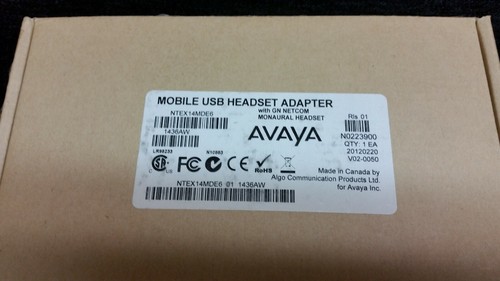 MOBILE USB HEADSET ADAPTER
with GN NETCOM
MONAURAL HEADSET
NTEX14MDE6
Rls 01
1436AW
AVAYA
N0223900
QTY: 1 EA
20120220
V02-0050
LR98239
N10983
C US
FC CE RoHS
Made in Canada by
Algo Communication Products Ltd.
for Avaya Inc.
NTEX14MDE6 01 1436AW